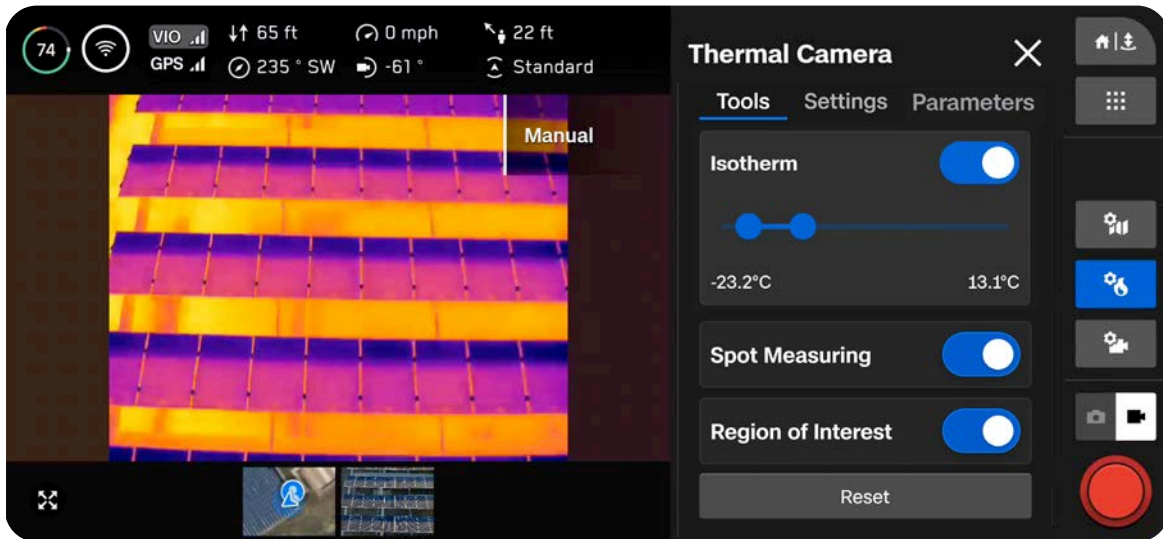 74
VIO
65 ft
0 mph
22 ft
GPS
235 ° SW
-61 °
Standard
Manual
Thermal Camera
Tools Settings Parameters
Isotherm
-23.2°C 13.1°C
Spot Measuring
Region of Interest
Reset